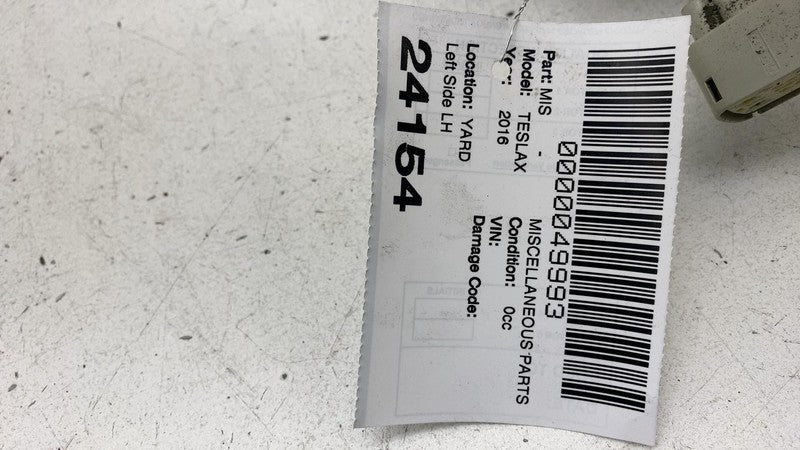 0000049993
Part: MIS - MISCELLANEOUS PARTS
Model: TESLAX Condition: 0cc
Year: 2016 VIN:
Location: YARD Damage Code:
Left Side LH
24154